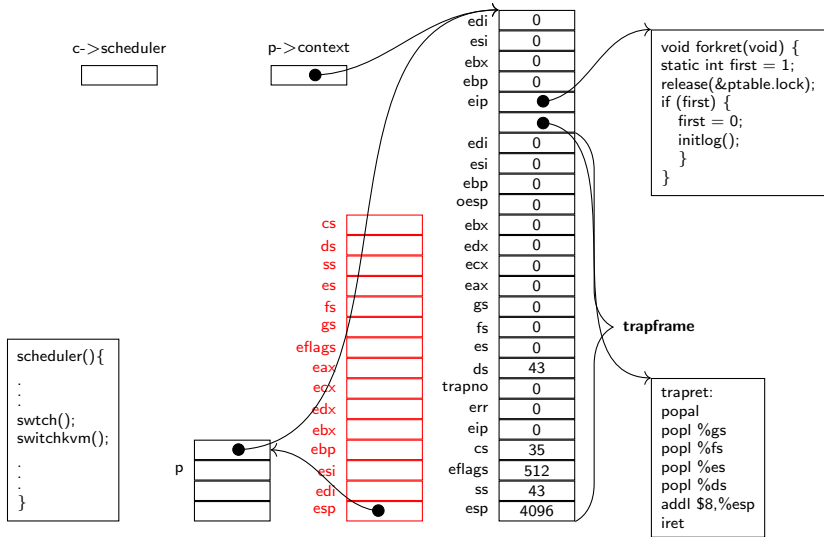 c->scheduler
p->context
edi 0
esi 0
ebx 0
ebp 0
eip
edi 0
esi 0
ebp 0
oesp 0
ebx 0
edx 0
ecx 0
eax 0
gs 0
fs 0
es 0
ds 43
trapno 0
err 0
eip 0
cs 35
eflags 512
ss 43
esp 4096
void forkret(void) {
static int first = 1;
release(&ptable.lock);
if (first) {
first = 0;
initlog();
}
}
cs
ds
ss
es
fs
gs
eflags
eax
ecx
edx
ebx
ebp
esi
edi
esp
trapframe
scheduler(){
.
.
.
swtch();
switchkvm();
.
.
.
}
p
trapret:
popal
popl %gs
popl %fs
popl %es
popl %ds
addl $8,%esp
iret